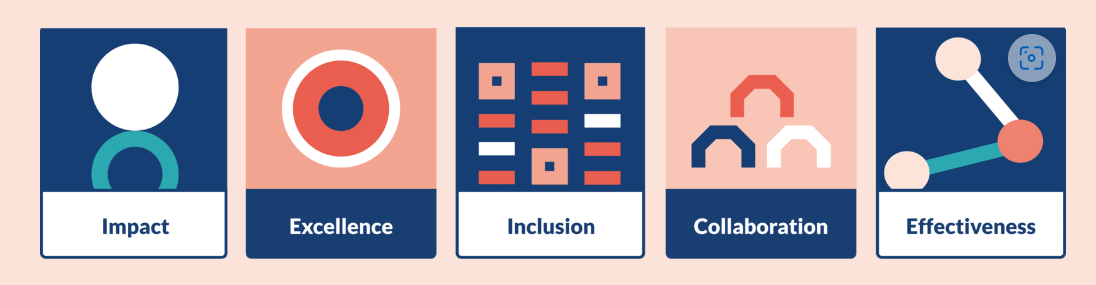 Impact
Excellence
Inclusion
Collaboration
Effectiveness